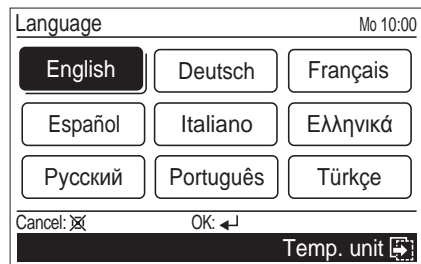 Language Mo 10:00
English Deutsch Français
Español Italiano Ελληνικά
Русский Português Türkçe
Cancel: OK:
Temp. unit